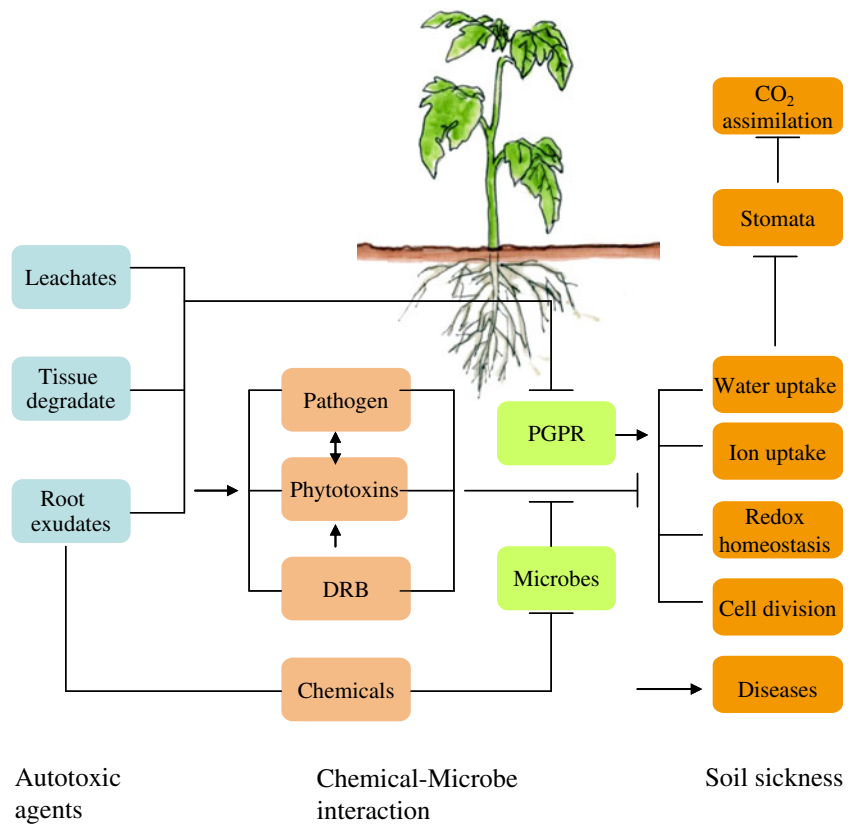 CO₂
assimilation
Stomata
Leachates
Tissue
degradate
Root
exudates
Pathogen
Phytotoxins
DRB
Chemicals
PGPR
Microbes
Water uptake
Ion uptake
Redox
homeostasis
Cell division
Diseases
Autotoxic
agents
Chemical-Microbe
interaction
Soil sickness